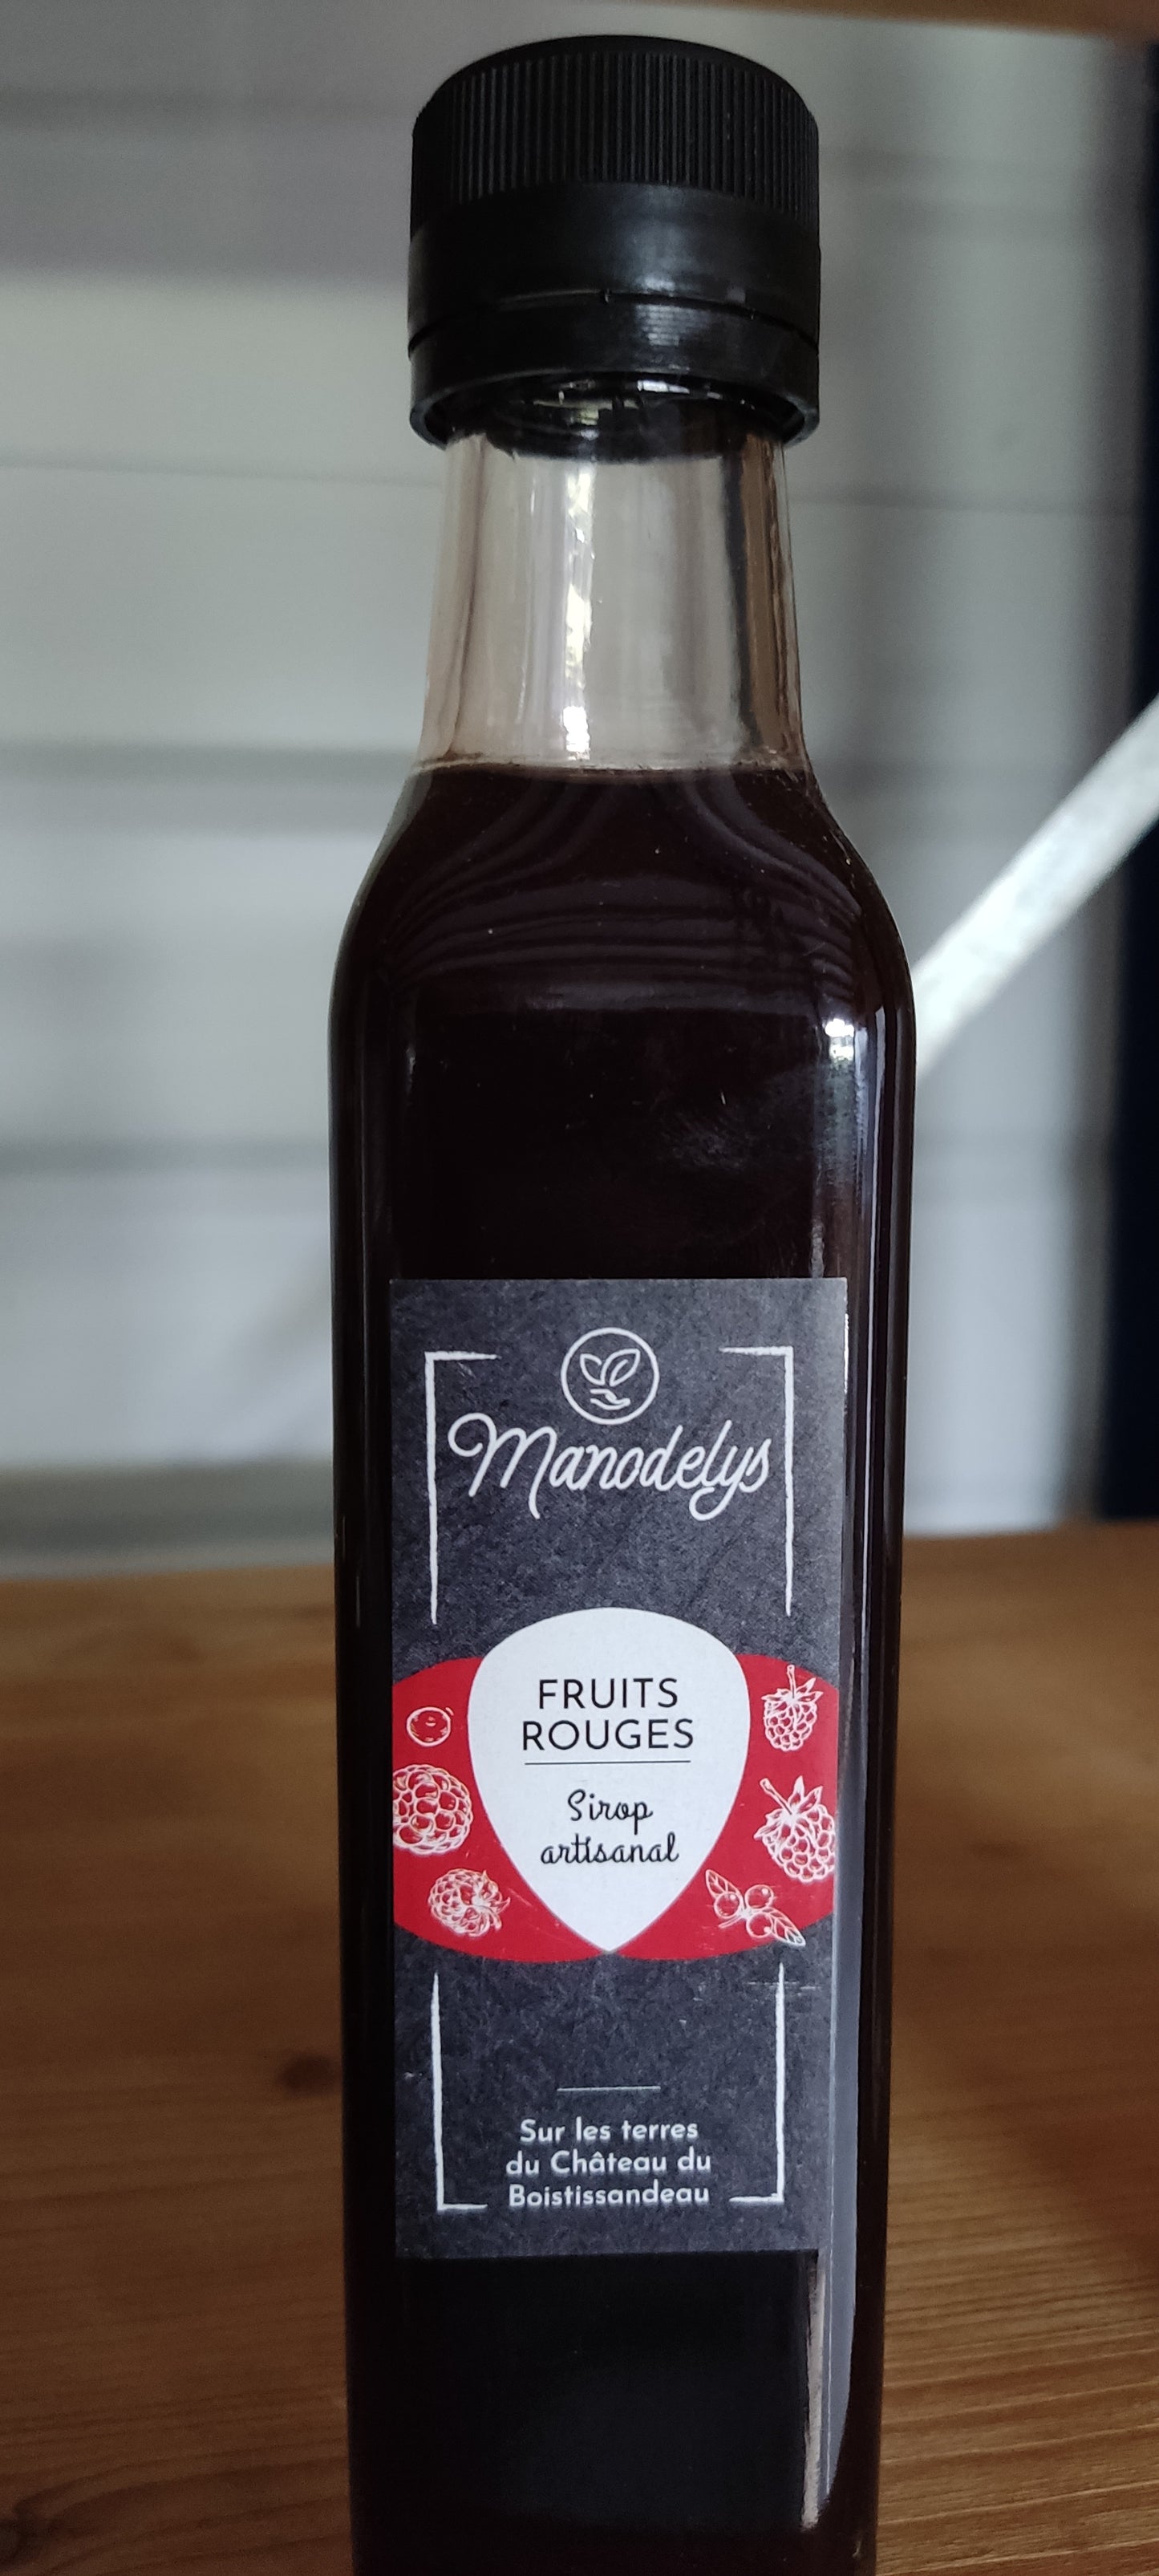 Manodelys
FRUITS
ROUGES
Sirop
artisanal
Sur les terres
du Château du
Boistissandeau